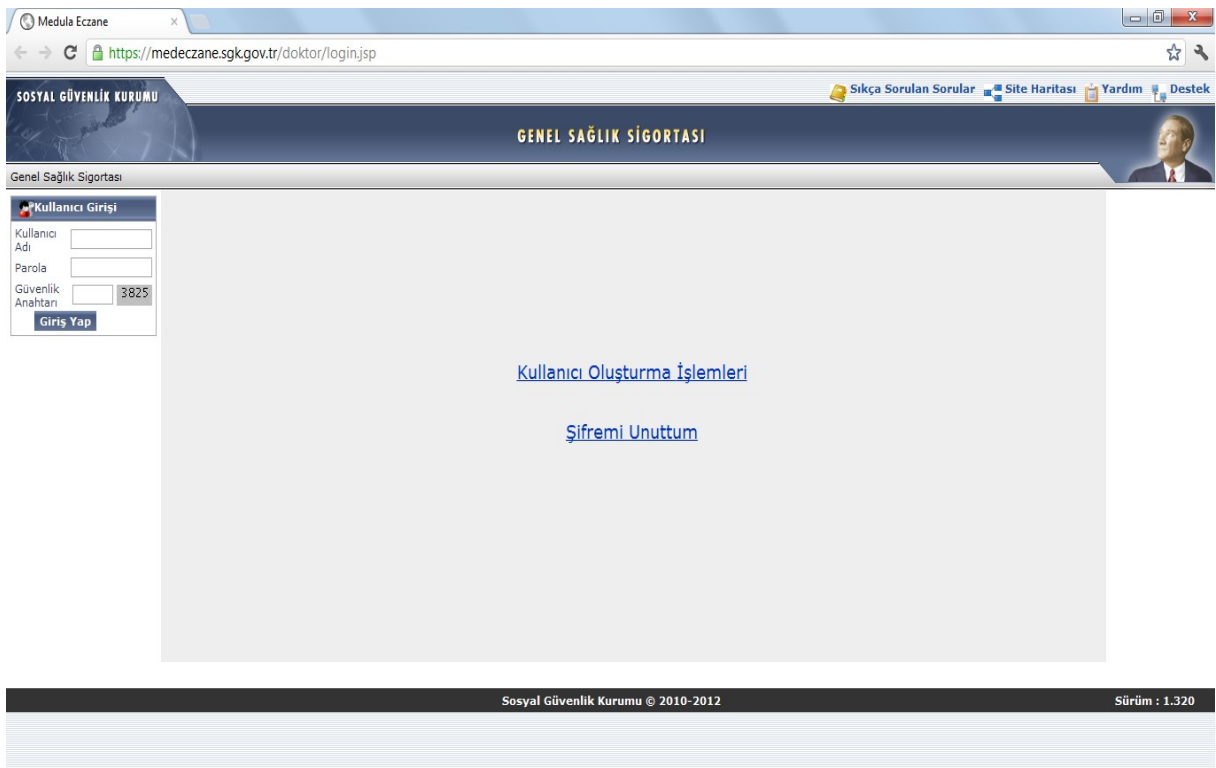 Medula Eczane
https://medeczane.sgk.gov.tr/doktor/login.jsp
SOSYAL GÜVENLİK KURUMU
Sıkça Sorulan Sorular Site Haritası Yardım Destek
GENEL SAĞLIK SİGORTASI
Genel Sağlık Sigortası
Kullanıcı Girişi
Kullanıcı
Adı
Parola
Güvenlik
Anahtarı
3825
Giriş Yap
Kullanıcı Oluşturma İşlemleri
Şifremi Unuttum
Sosyal Güvenlik Kurumu © 2010-2012
Sürüm : 1.320